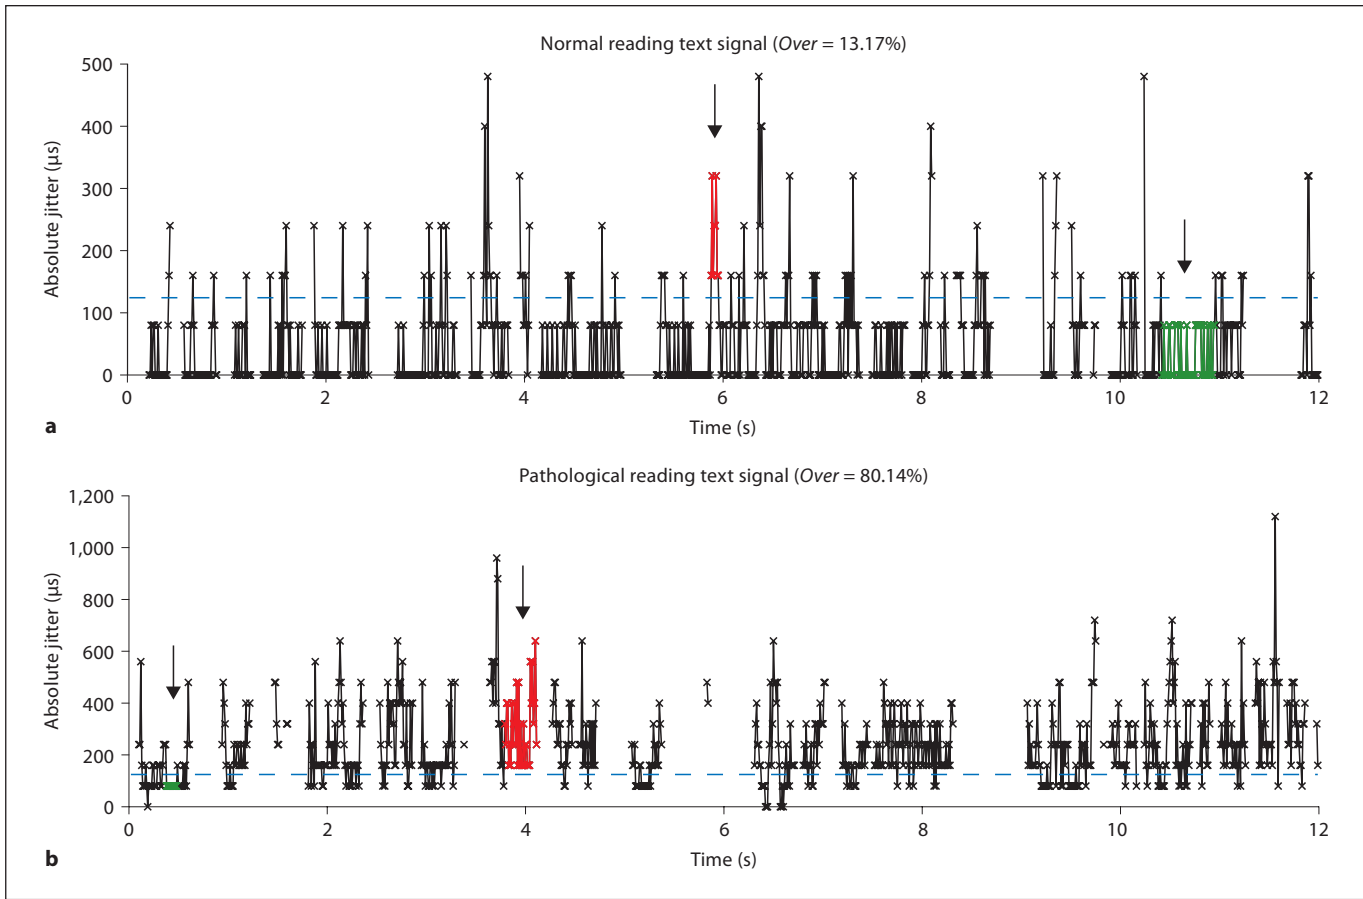 Normal reading text signal (Over = 13.17%)
500
400
300
200
100
0
Absolute jitter (µs)
0 2 4 6 8 10 12
Time (s)
a
Pathological reading text signal (Over = 80.14%)
1,200
1,000
800
600
400
200
0
Absolute jitter (µs)
0 2 4 6 8 10 12
Time (s)
b